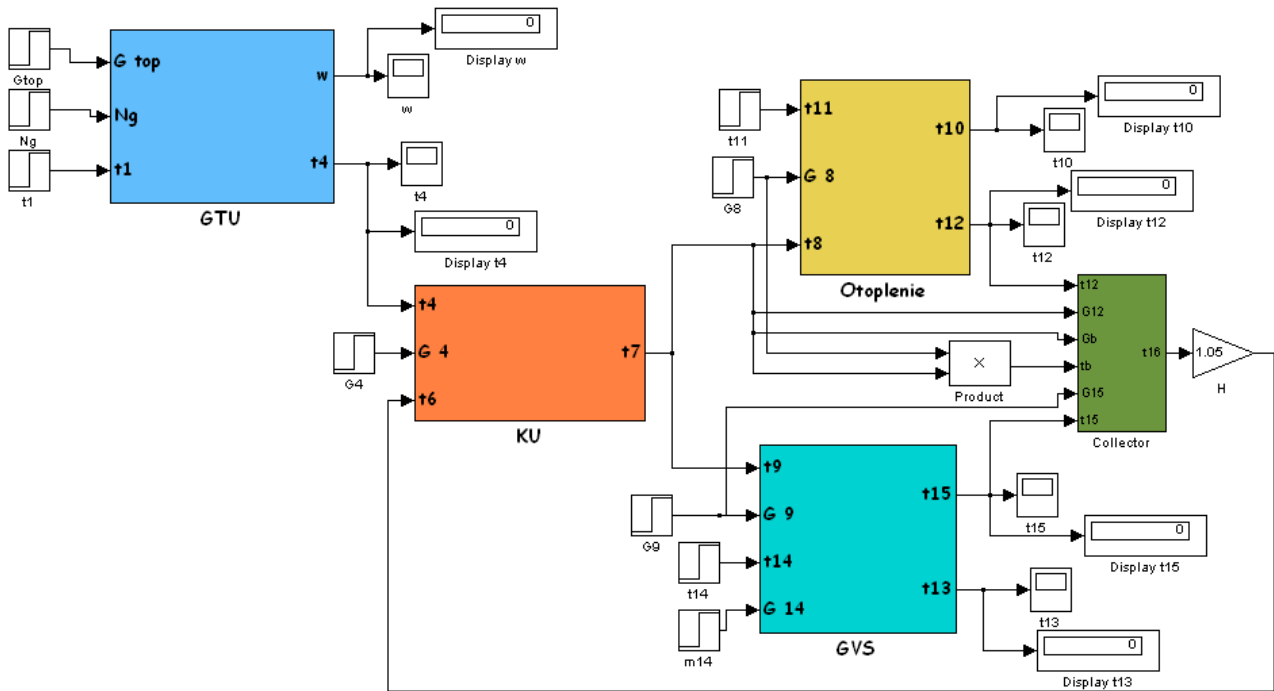 0
Display w
G top
Gtop
w
w
Ng
Ng
t1
t1
t4
t4
GTU
0
Display t4
t11
t11
t10
0
Display t10
t10
G 8
G8
t12
0
Display t12
t12
t8
Otoplenie
t4
G 4
G4
t6
t7
KU
t12
G12
Gb
tb
G15
t15
t16
Collector
×
Product
1.05
H
t9
G 9
G9
t14
t14
G 14
m14
t15
t15
0
Display t15
t13
t13
0
Display t13
GVS